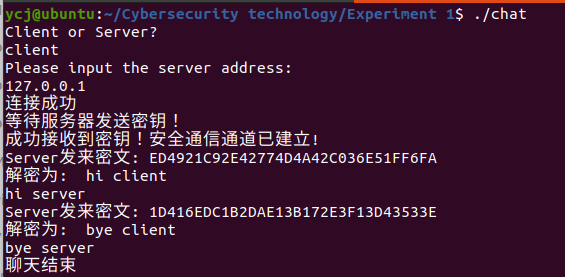 ycj@ubuntu:~/Cybersecurity technology/Experiment 1$ ./chat
Client or Server?
client
Please input the server address:
127.0.0.1
连接成功
等待服务器发送密钥！
成功接收到密钥！安全通信通道已建立!
Server发来密文: ED4921C92E42774D4A42C036E51FF6FA
解密为:  hi client
hi server
Server发来密文: 1D416EDC1B2DAE13B172E3F13D43533E
解密为:  bye client
bye server
聊天结束